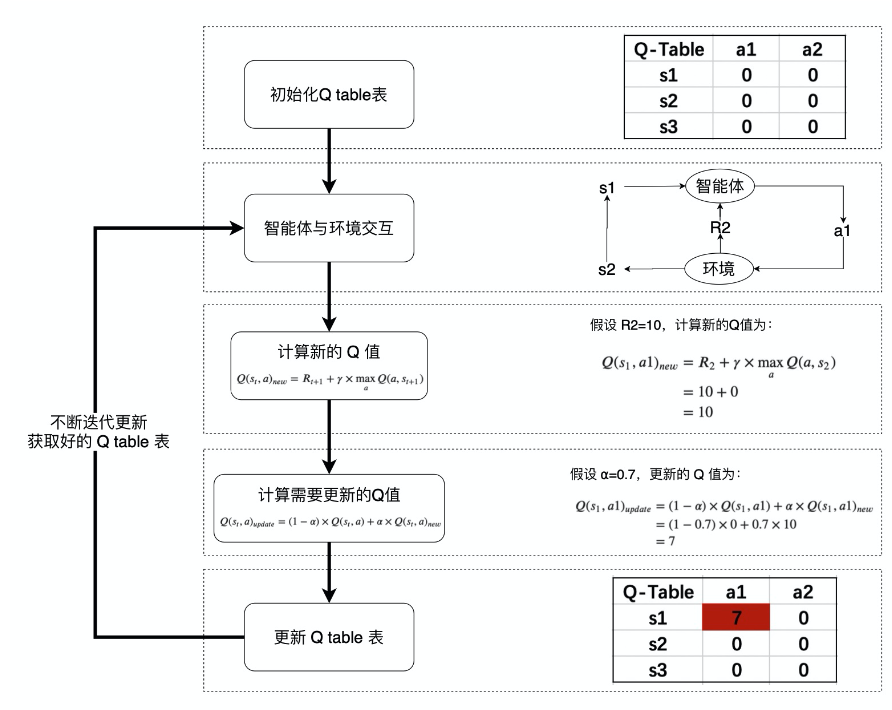 初始化Q table表
Q-Table a1 a2
s1 0 0
s2 0 0
s3 0 0
智能体与环境交互
s1 智能体
R2 a1
s2 环境
计算新的 Q 值
Q(s_t, a)_{new} = R_{t+1} + γ × max_a Q(a, s_{t+1})
假设 R2=10，计算新的Q值为：
Q(s_1, a1)_{new} = R_2 + γ × max_a Q(a, s_2)
= 10 + 0
= 10
不断迭代更新
获取好的 Q table 表
计算需要更新的Q值
Q(s_t, a)_{update} = (1 − α) × Q(s_t, a) + α × Q(s_t, a)_{new}
假设 α=0.7，更新的 Q 值为：
Q(s_1, a1)_{update} = (1 − α) × Q(s_1, a1) + α × Q(s_1, a1)_{new}
= (1 − 0.7) × 0 + 0.7 × 10
= 7
更新 Q table 表
Q-Table a1 a2
s1 7 0
s2 0 0
s3 0 0